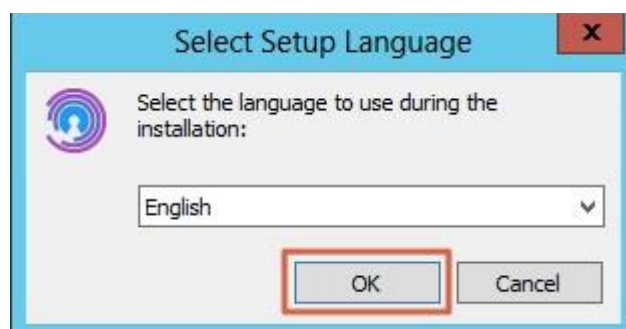 Select Setup Language
x
Select the language to use during the
installation:
English
OK
Cancel